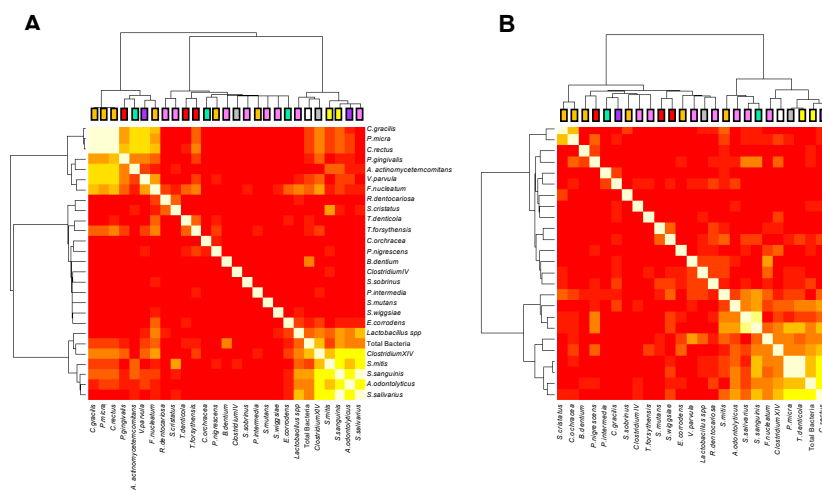 A
B
C.gracilis
P.micra
C.rectus
P.gingivalis
A. actinomycetemcomitans
V.parvula
F.nucleatum
R.dentocariosa
S.cristatus
T.denticola
T.forsythensis
C.orchracea
P.nigrescens
B.dentium
ClostridiumIV
S.sobrinus
P.intermedia
S.mutans
S.wiggsiae
E.corrodens
Lactobacillus spp
Total Bacteria
ClostridiumXIV
S.mitis
S.sanguinis
A.odontolyticus
S.salivarius
C.gracilis
P.micra
C.rectus
P.gingivalis
A. actinomycetemcomitans
V.parvula
F.nucleatum
R.dentocariosa
S.cristatus
T.denticola
T.forsythensis
C.ochracea
P.nigrescens
B.dentium
ClostridiumIV
S.sobrinus
P.intermedia
S.mutans
S.wiggsiae
E.corrodens
Lactobacillus spp
Total Bacteria
ClostridiumXIV
S.mitis
S.sanguinis
A.odontolyticus
S.salivarius
S.cristatus
C.ochracea
B.dentium
P.nigrescens
P.intermedia
C.gracilis
S.sobrinus
ClostridiumIV
T.forsythensis
S.mutans
S.wiggsiae
E.corrodens
V.parvula
Lactobacillus spp
R.dentocariosa
S.mitis
A.odontolyticus
S.salivarius
S.sanguinis
F.nucleatum
Clostridium XIV
P.micra
T.denticola
Total Bacteria